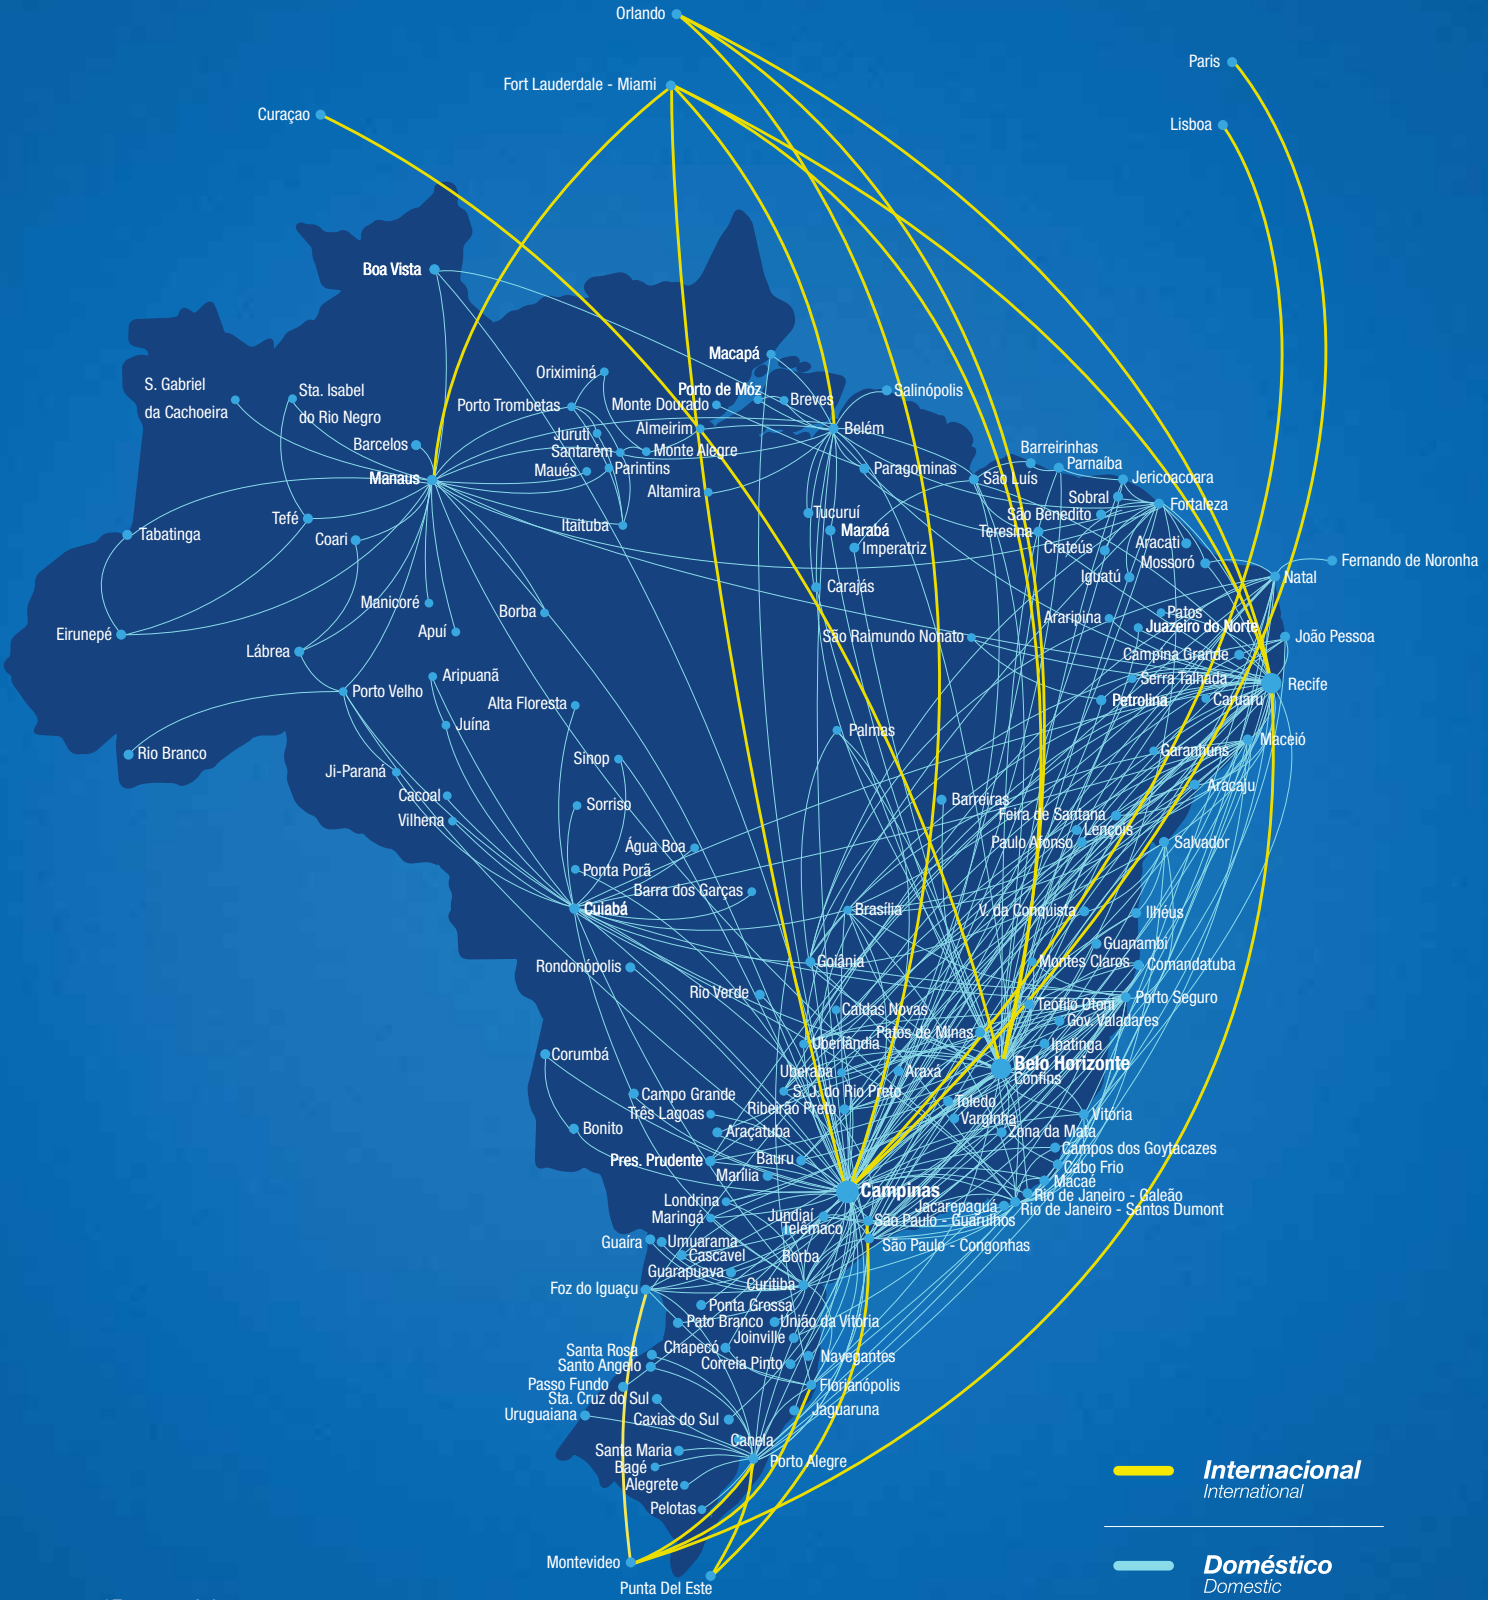 Orlando
Paris
Fort Lauderdale - Miami
Curaçao
Lisboa
Boa Vista
Macapá
Oriximiná
S. Gabriel
da Cachoeira
Sta. Isabel
do Rio Negro
Porto de Móz
Salinópolis
Porto Trombetas
Monte Dourado
Breves
Juruti
Almeirim
Belém
Barcelos
Santarém
Monte Alegre
Barreirinhas
Parnaíba
Manaus
Maués
Parintins
Paragominas
São Luís
Jericoacoara
Altamira
Sobral
Fortaleza
Tefé
Itaituba
Tucuruí
São Benedito
Tabatinga
Coari
Marabá
Teresina
Imperatriz
Crateús
Aracati
Mossoró
Fernando de Noronha
Iguatú
Natal
Carajás
Manicoré
Borba
Araripina
Patos
Juazeiro do Norte
Eirunepé
Apuí
São Raimundo Nonato
João Pessoa
Lábrea
Campina Grande
Aripuanã
Serra Talhada
Recife
Porto Velho
Alta Floresta
Petrolina
Caruaru
Juína
Palmas
Maceió
Rio Branco
Sinop
Garanhuns
Ji-Paraná
Aracaju
Cacoal
Sorriso
Barreiras
Feira de Santana
Vilhena
Lençois
Água Boa
Paulo Afonso
Salvador
Ponta Porã
Barra dos Garças
Cuiabá
Brasília
V. da Conquista
Ilhéus
Guanambi
Rondonópolis
Goiânia
Montes Claros
Comandatuba
Rio Verde
Porto Seguro
Caldas Novas
Teófilo Otoni
Gov. Valadares
Patos de Minas
Uberlândia
Ipatinga
Corumbá
Belo Horizonte
Confins
Uberaba
Araxá
Campo Grande
S. J. do Rio Preto
Três Lagoas
Ribeirão Preto
Toledo
Varginha
Vitória
Bonito
Araçatuba
Zona da Mata
Campos dos Goytacazes
Pres. Prudente
Bauru
Cabo Frio
Marília
Macaé
Campinas
Rio de Janeiro - Galeão
Londrina
Jacarepaguá
Rio de Janeiro - Santos Dumont
Maringá
Jundiaí
São Paulo - Guarulhos
Telêmaco
Borba
Guaíra
Umuarama
São Paulo - Congonhas
Cascavel
Guarapuava
Foz do Iguaçu
Curitiba
Ponta Grossa
Pato Branco
União da Vitória
Joinville
Santa Rosa
Chapecó
Navegantes
Santo Angelo
Correia Pinto
Passo Fundo
Florianópolis
Sta. Cruz do Sul
Uruguaiana
Caxias do Sul
Jaguaruna
Canela
Santa Maria
Porto Alegre
Bagé
Alegrete
Pelotas
Montevideo
Punta Del Este
Internacional
International
Doméstico
Domestic